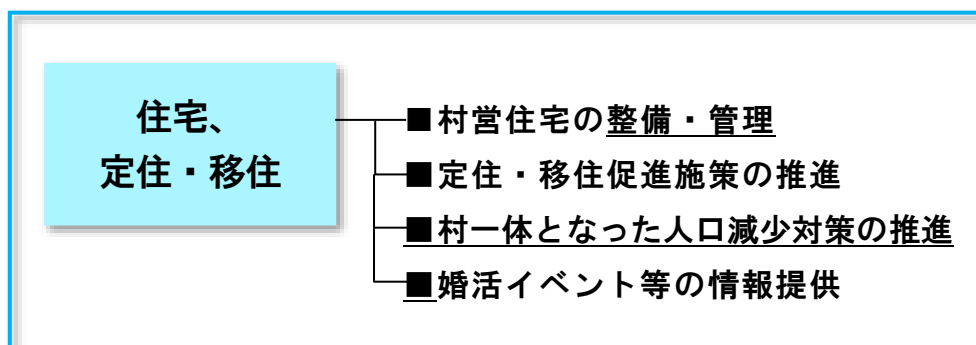 住宅、
定住・移住
■村営住宅の整備・管理
■定住・移住促進施策の推進
■村一体となった人口減少対策の推進
■婚活イベント等の情報提供